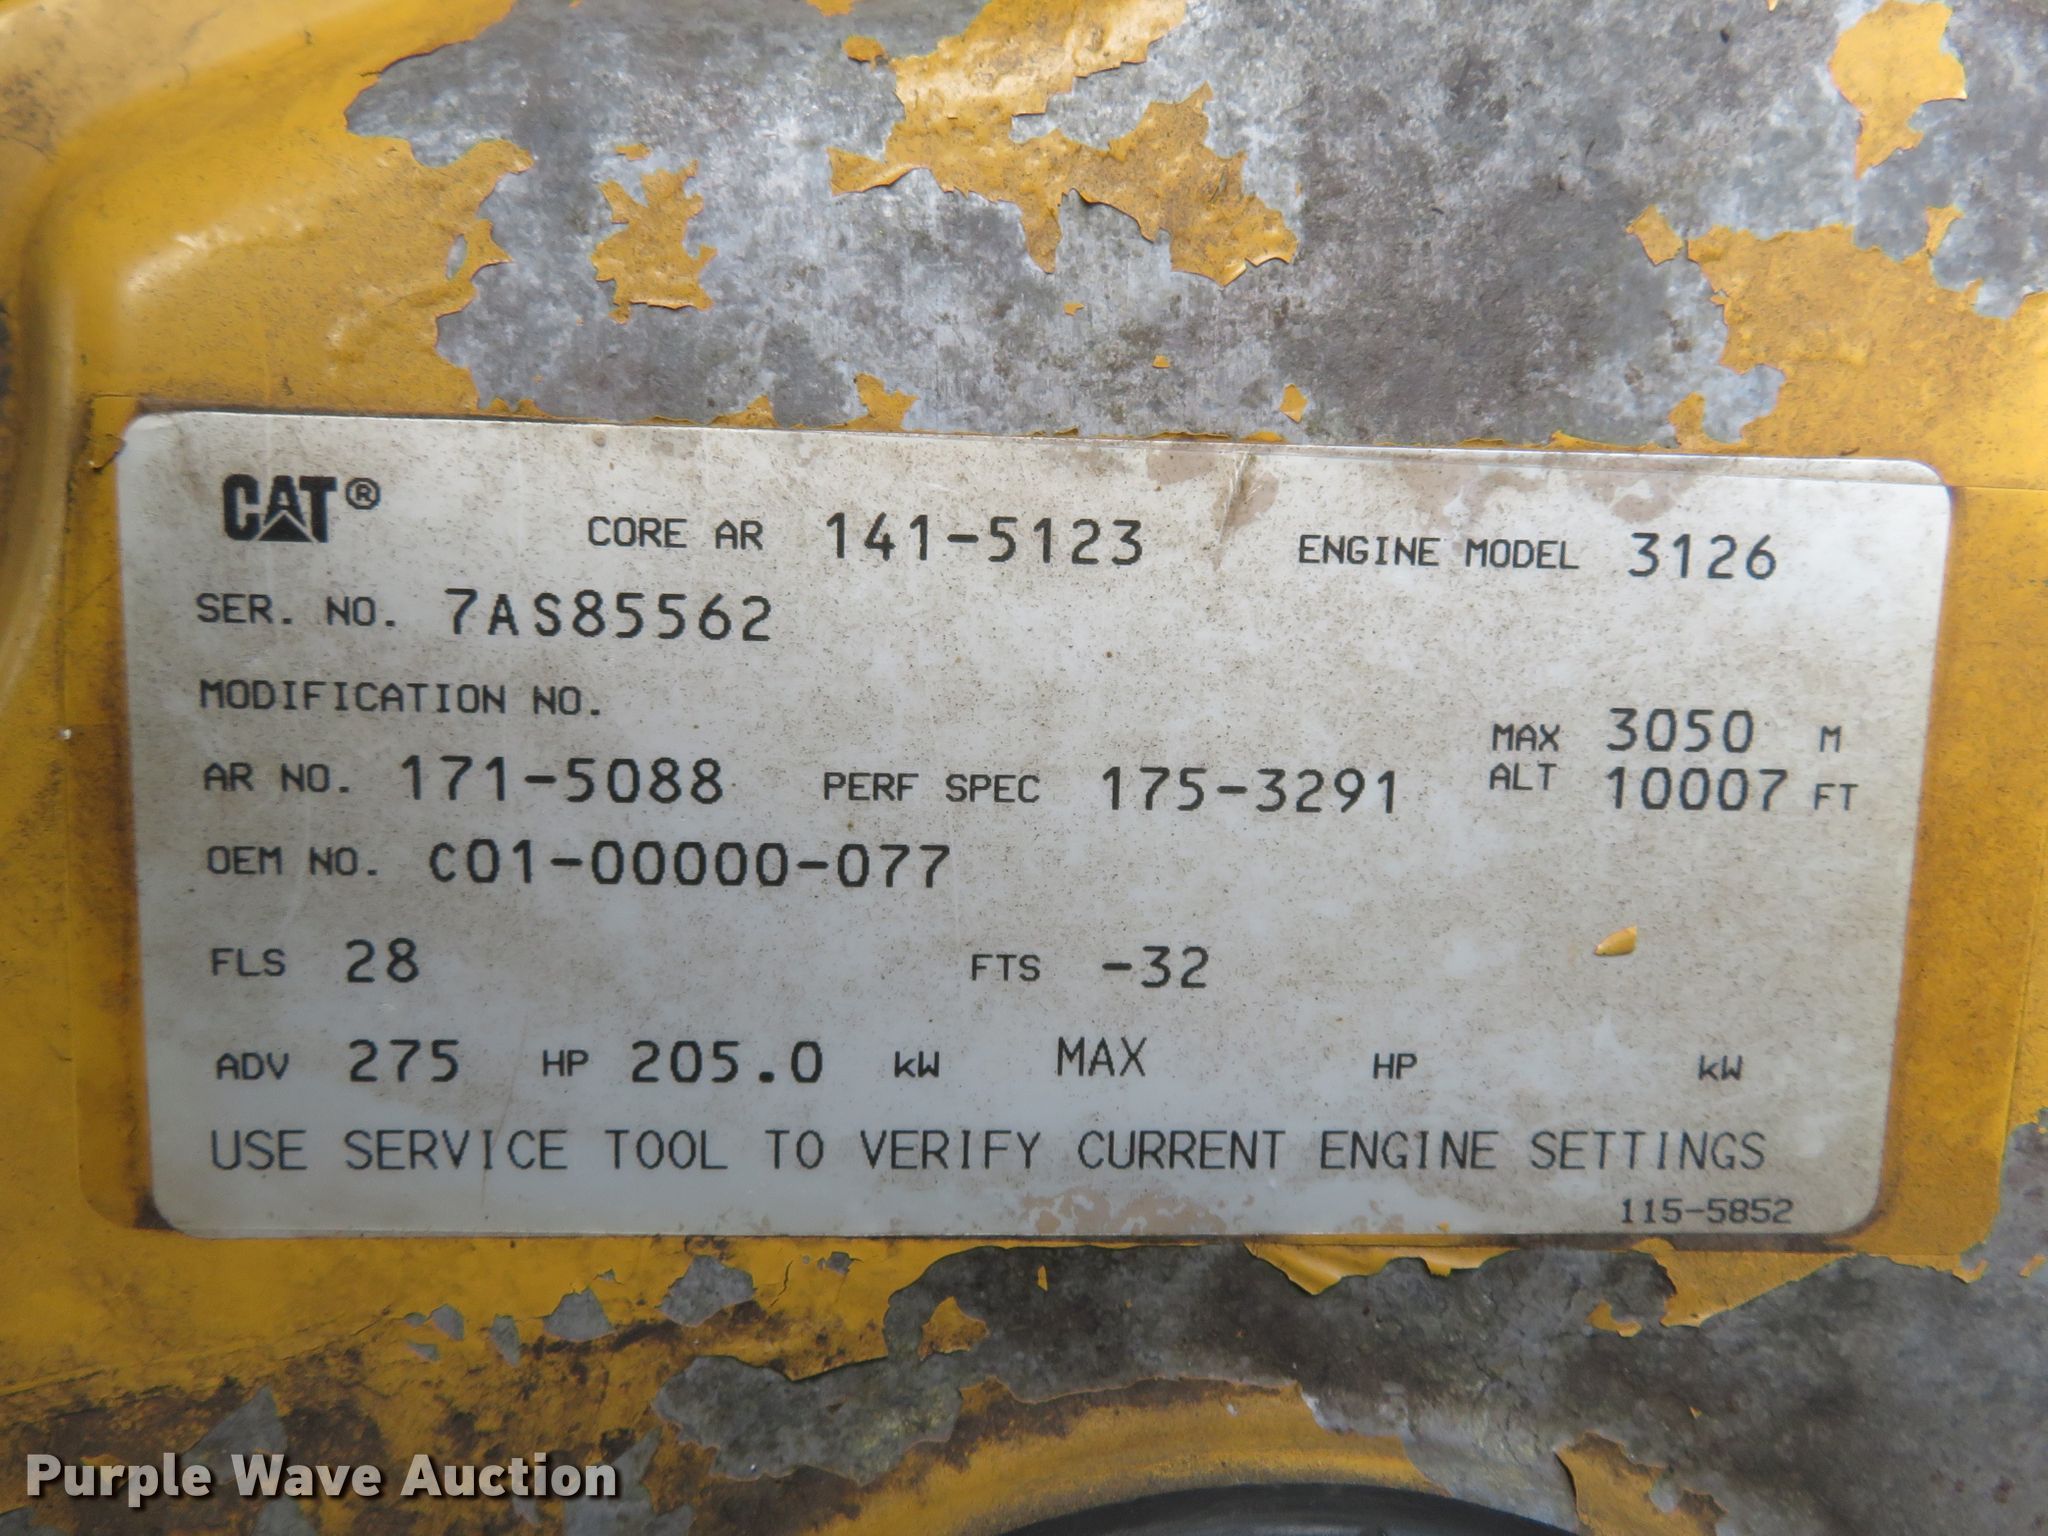 CAT® CORE AR 141-5123 ENGINE MODEL 3126
SER. NO. 7AS85562
MODIFICATION NO.
MAX ALT 3050 M
10007 FT
AR NO. 171-5088 PERF SPEC 175-3291
OEM NO. C01-00000-077
FLS 28 FTS -32
ADV 275 HP 205.0 kW MAX HP kW
USE SERVICE TOOL TO VERIFY CURRENT ENGINE SETTINGS
115-5852
Purple Wave Auction